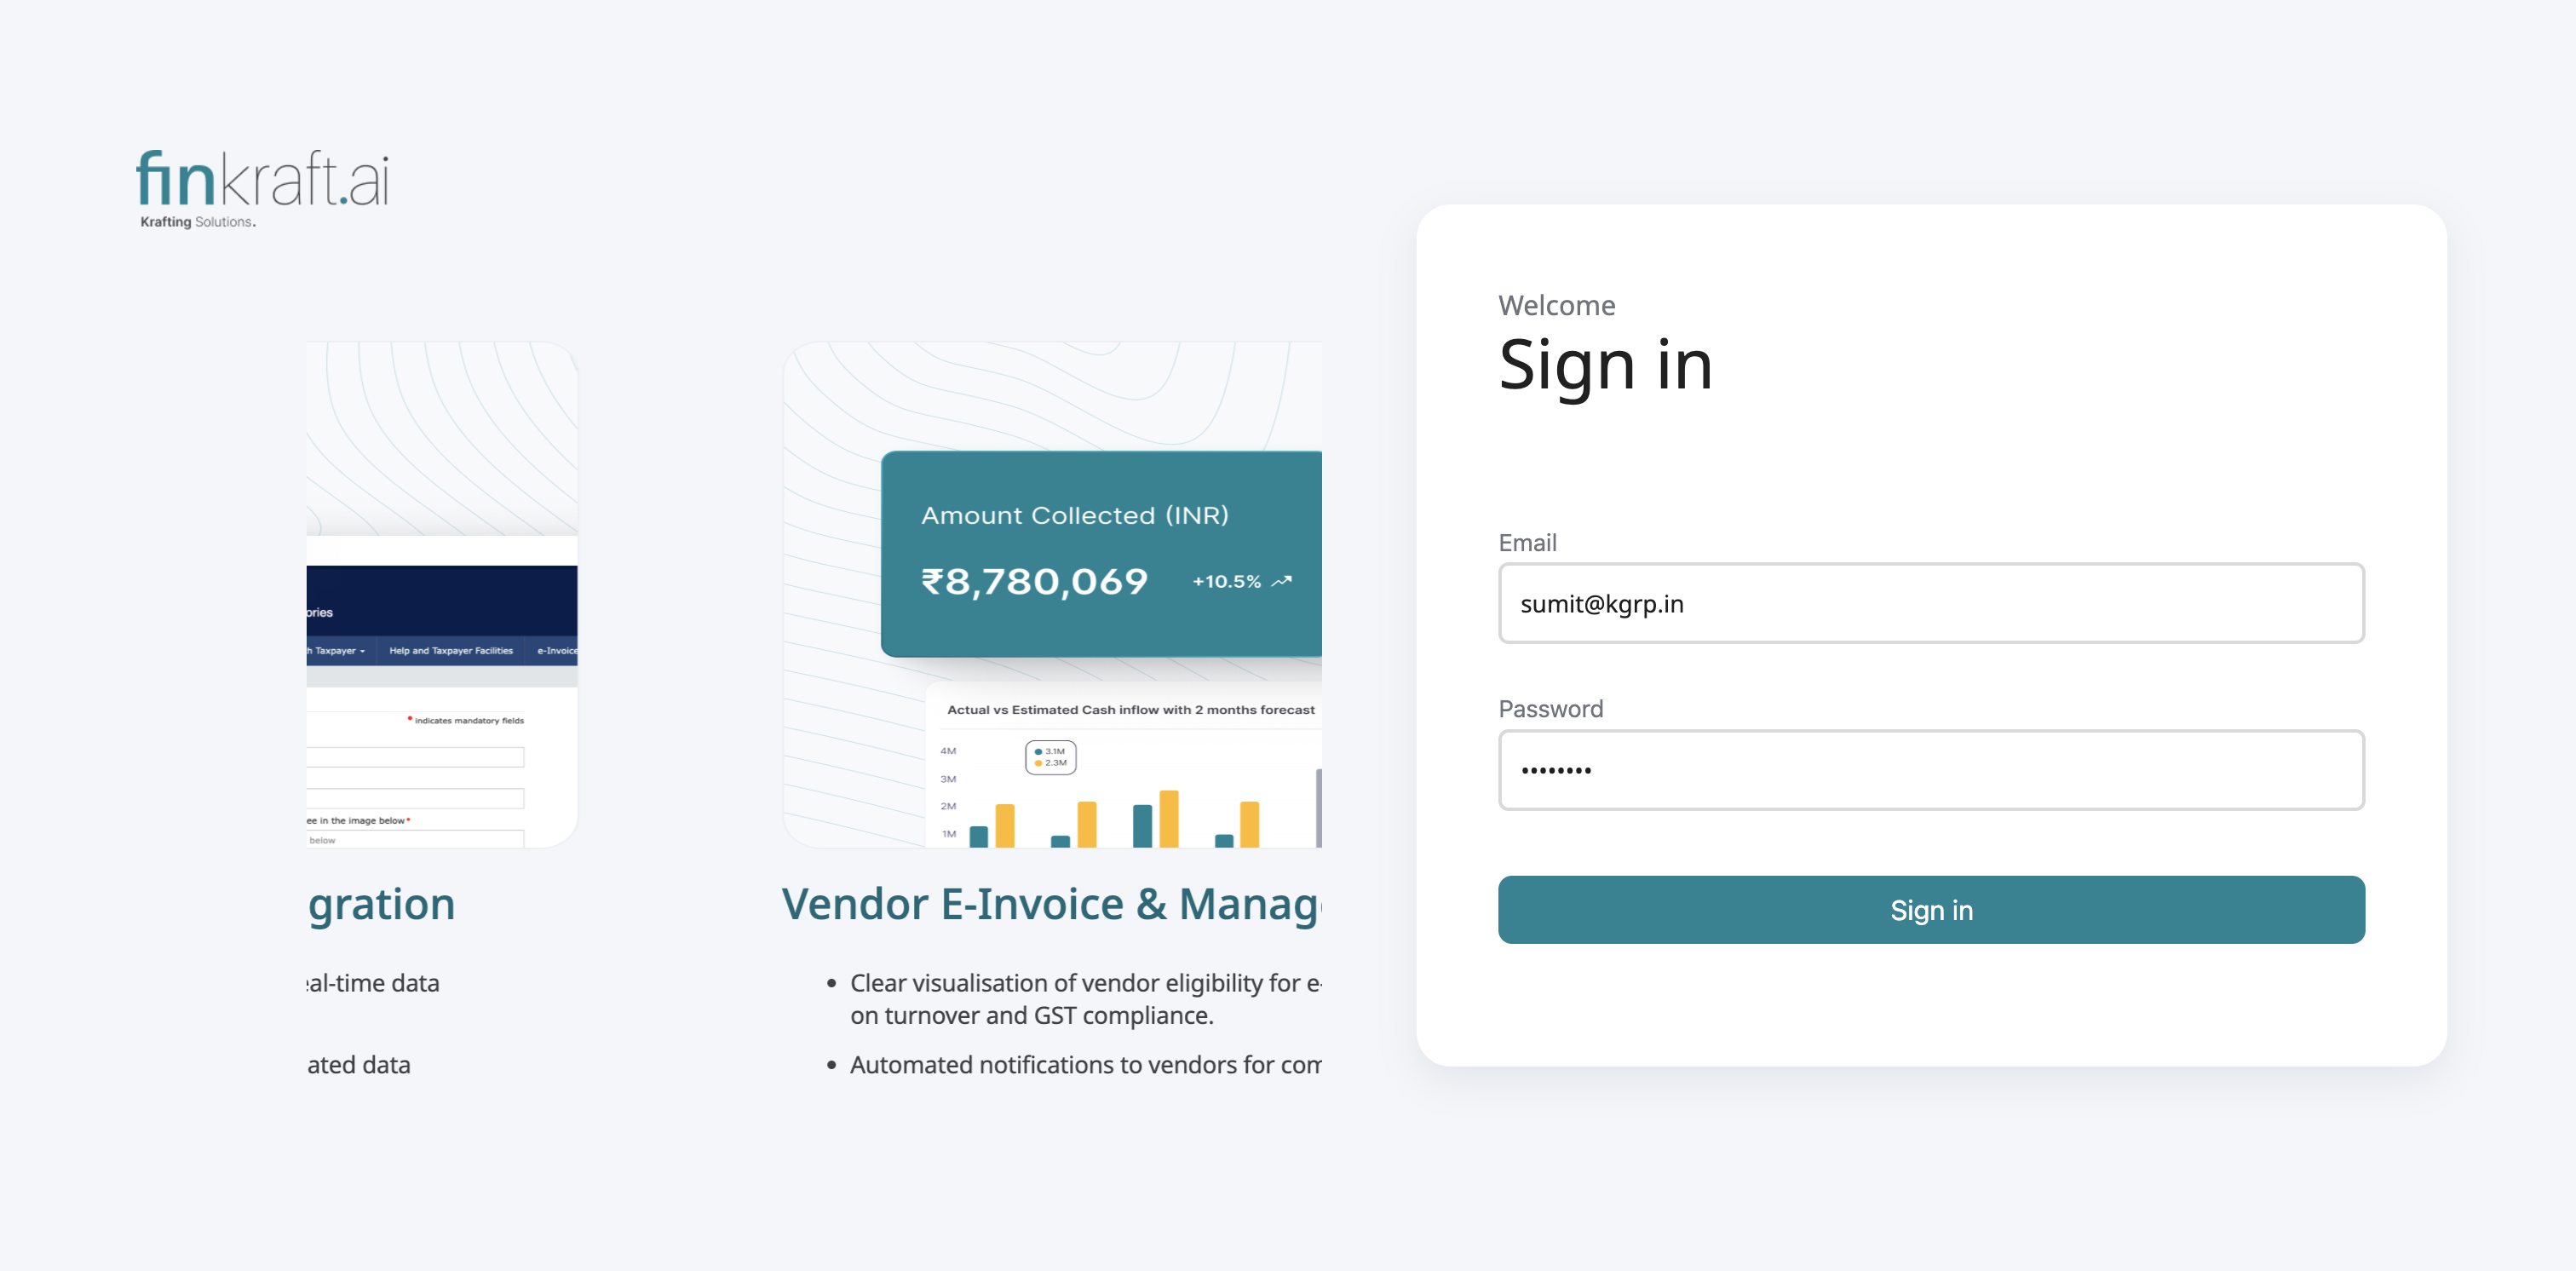 finkraft.ai
Krafting Solutions.
ories
h Taxpayer
Help and Taxpayer Facilities
e-Invoice
• indicates mandatory fields
ee in the image below•
below
gration
eal-time data
ated data
Amount Collected (INR)
₹8,780,069 +10.5%
Actual vs Estimated Cash inflow with 2 months forecast
4M
3.1M
2.3M
3M
2M
1M
Vendor E-Invoice & Manag
• Clear visualisation of vendor eligibility for e-
on turnover and GST compliance.
• Automated notifications to vendors for com
Welcome
Sign in
Email
sumit@kgrp.in
Password
••••••••
Sign in